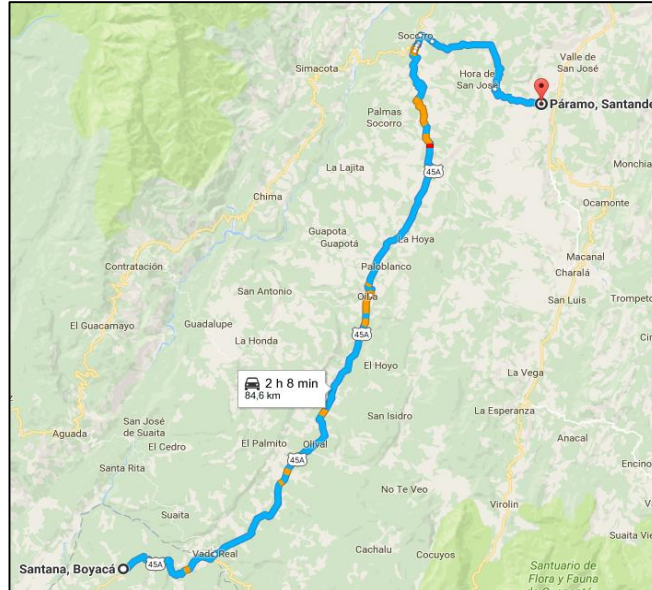 Socorro
Valle de
San José
Simacota
Hora de
San José
Páramo, Santande
Palmas
Socorro
Monchia
La Lajita
45A
Chima
Ocamonte
Guapota
Guapotá
La Hoya
Macanal
Charalá
Contratación
Paloblanco
San Antonio
Oiba
San Luis
Trompeto
El Guacamayo
Guadalupe
45A
La Honda
Cin
El Hoyo
La Vega
2 h 8 min
84,6 km
San José
de Suaita
San Isidro
La Esperanza
Aguada
El Cedro
El Palmito
Olival
Anacal
Santa Rita
45A
Encino
No Te Veo
Virolin
Suaita
Suaita Vie
Vado Real
Cachalu
Cocuyos
Santana, Boyacá
45A
Santuario de
Flora y Fauna